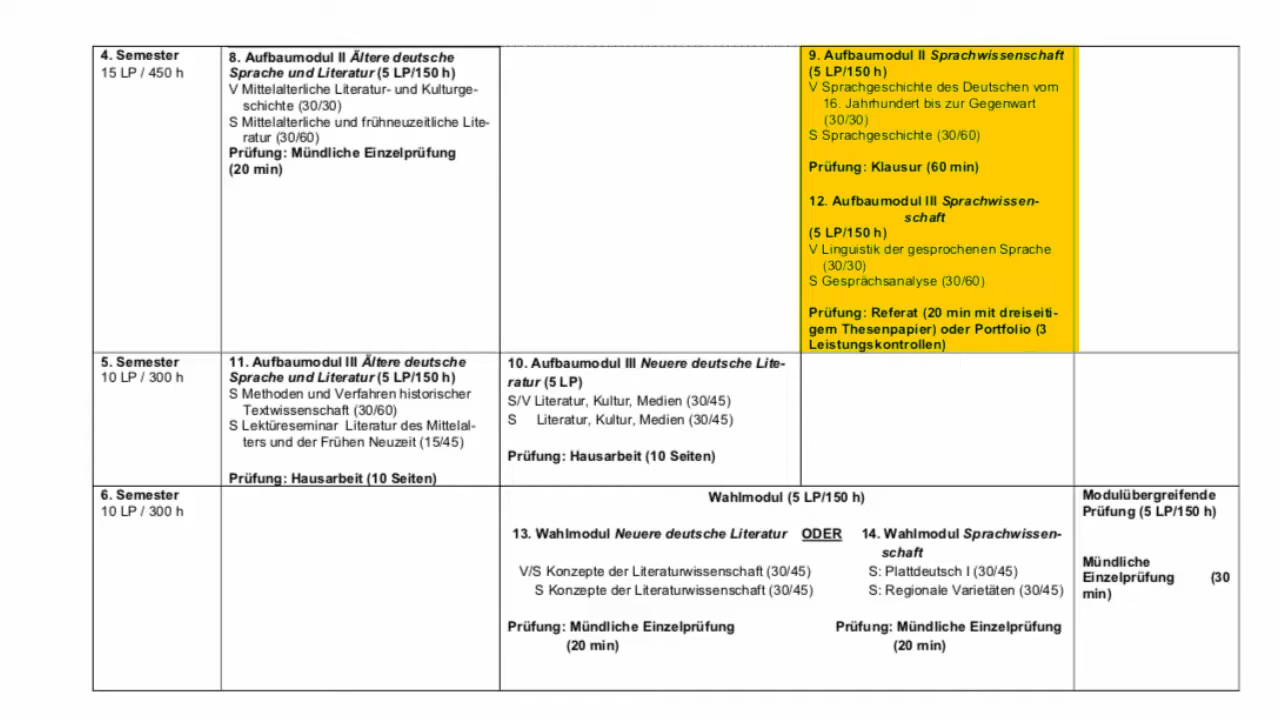 4. Semester
15 LP / 450 h
8. Aufbaumodul II Ältere deutsche
Sprache und Literatur (5 LP/150 h)
V Mittelalterliche Literatur- und Kulturge-
schichte (30/30)
S Mittelalterliche und frühneuzeitliche Lite-
ratur (30/60)
Prüfung: Mündliche Einzelprüfung
(20 min)
9. Aufbaumodul II Sprachwissenschaft
(5 LP/150 h)
V Sprachgeschichte des Deutschen vom
16. Jahrhundert bis zur Gegenwart
(30/30)
S Sprachgeschichte (30/60)
Prüfung: Klausur (60 min)
12. Aufbaumodul III Sprachwissen-
schaft
(5 LP/150 h)
V Linguistik der gesprochenen Sprache
(30/30)
S Gesprächsanalyse (30/60)
Prüfung: Referat (20 min mit dreiseiti-
gem Thesenpapier) oder Portfolio (3
Leistungskontrollen)
5. Semester
10 LP / 300 h
11. Aufbaumodul III Ältere deutsche
Sprache und Literatur (5 LP/150 h)
S Methoden und Verfahren historischer
Textwissenschaft (30/60)
S Lektüreseminar Literatur des Mittelal-
ters und der Frühen Neuzeit (15/45)
Prüfung: Hausarbeit (10 Seiten)
10. Aufbaumodul III Neuere deutsche Lite-
ratur (5 LP)
S/V Literatur, Kultur, Medien (30/45)
S Literatur, Kultur, Medien (30/45)
Prüfung: Hausarbeit (10 Seiten)
6. Semester
10 LP / 300 h
Wahlmodul (5 LP/150 h)
13. Wahlmodul Neuere deutsche Literatur ODER 14. Wahlmodul Sprachwissen-
schaft
V/S Konzepte der Literaturwissenschaft (30/45) S: Plattdeutsch I (30/45)
S Konzepte der Literaturwissenschaft (30/45) S: Regionale Varietäten (30/45)
Prüfung: Mündliche Einzelprüfung Prüfung: Mündliche Einzelprüfung
(20 min) (20 min)
Modulübergreifende
Prüfung (5 LP/150 h)
Mündliche
Einzelprüfung (30
min)